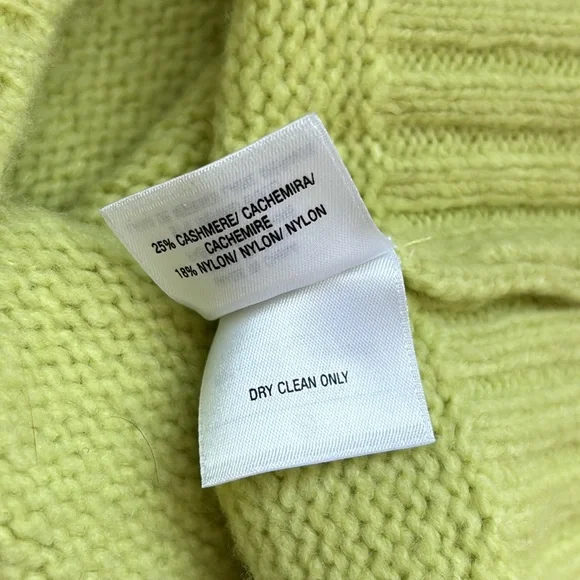 25% CASHMERE/ CACHEMIRA/
CACHEMIRE
18% NYLON/ NYLON/ NYLON
DRY CLEAN ONLY